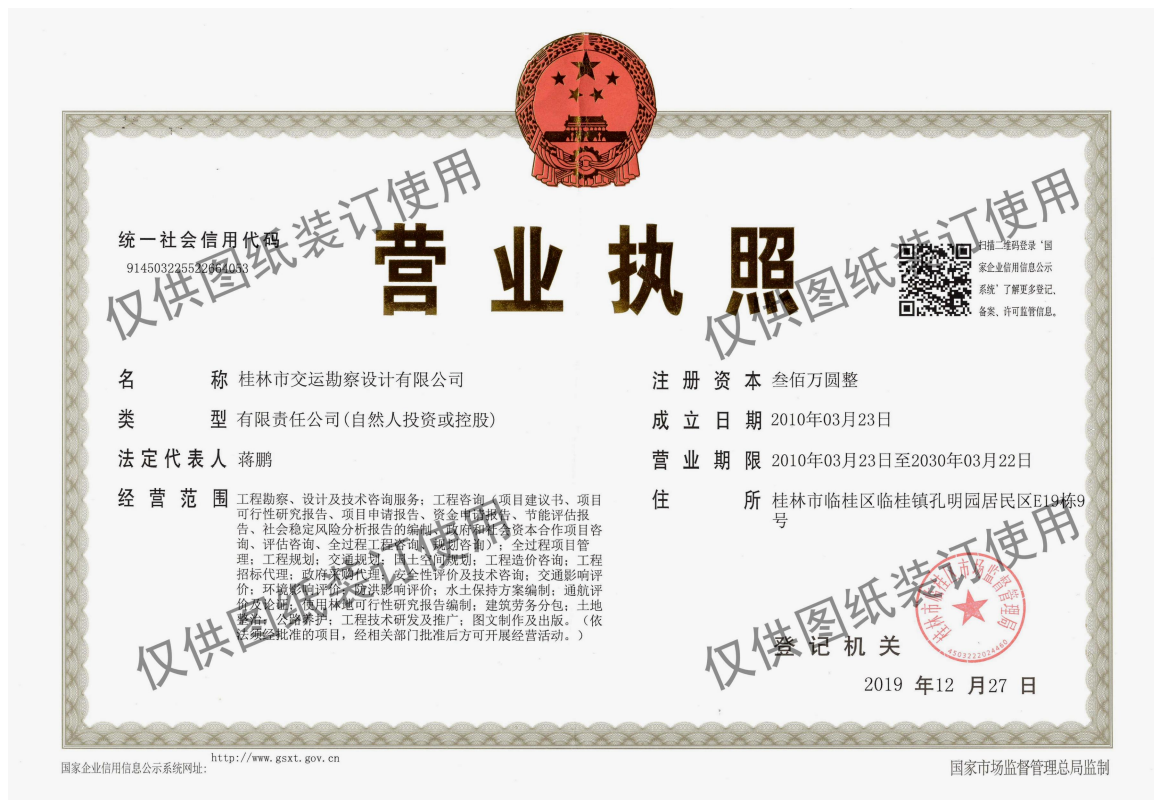 统一社会信用代码
914503225522664053
营业执照
扫描二维码登录‘国
家企业信用信息公示
系统’了解更多登记、
备案、许可监管信息。
名称 桂林市交运勘察设计有限公司
类型 有限责任公司(自然人投资或控股)
法定代表人 蒋鹏
经营范围 工程勘察、设计及技术咨询服务；工程咨询（项目建议书、项目
可行性研究报告、项目申请报告、资金申请报告、节能评估报
告、社会稳定风险分析报告的编制、政府和社会资本合作项目咨
询、评估咨询、全过程工程咨询、规划咨询）；全过程项目管
理；工程规划；交通规划；国土空间规划；工程造价咨询；工程
招标代理；政府采购代理；安全性评价及技术咨询；交通影响评
价；环境影响评价；防洪影响评价；水土保持方案编制；通航评
价及论证；使用林地可行性研究报告编制；建筑劳务分包；土地
整治；公路养护；工程技术研发及推广；图文制作及出版。（依
法须经批准的项目，经相关部门批准后方可开展经营活动。）
注册资本 叁佰万圆整
成立日期 2010年03月23日
营业期限 2010年03月23日至2030年03月22日
住所 桂林市临桂区临桂镇孔明园居民区E19栋9
号
登记机关
桂林市临桂区市场监督管理局
4503222024460
2019 年12 月27 日
国家企业信用信息公示系统网址:
http://www.gsxt.gov.cn
国家市场监督管理总局监制
仅供图纸装订使用
仅供图纸装订使用
仅供图纸装订使用
仅供图纸装订使用